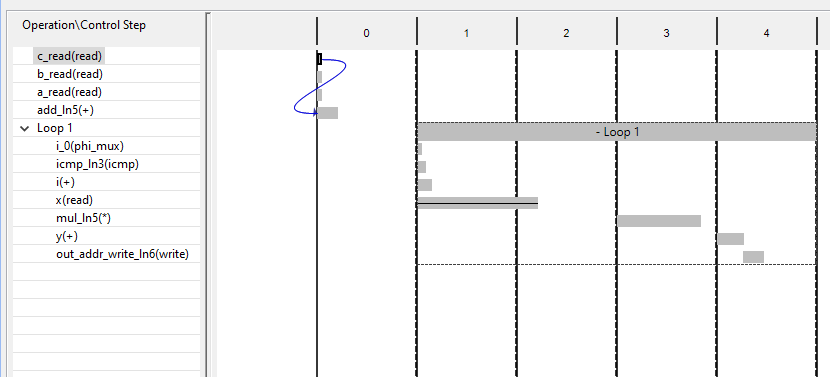 Operation\Control Step
0 1 2 3 4
c_read(read)
b_read(read)
a_read(read)
add_ln5(+)
Loop 1
- Loop 1
i_0(phi_mux)
icmp_ln3(icmp)
i(+)
x(read)
mul_ln5(*)
y(+)
out_addr_write_ln6(write)